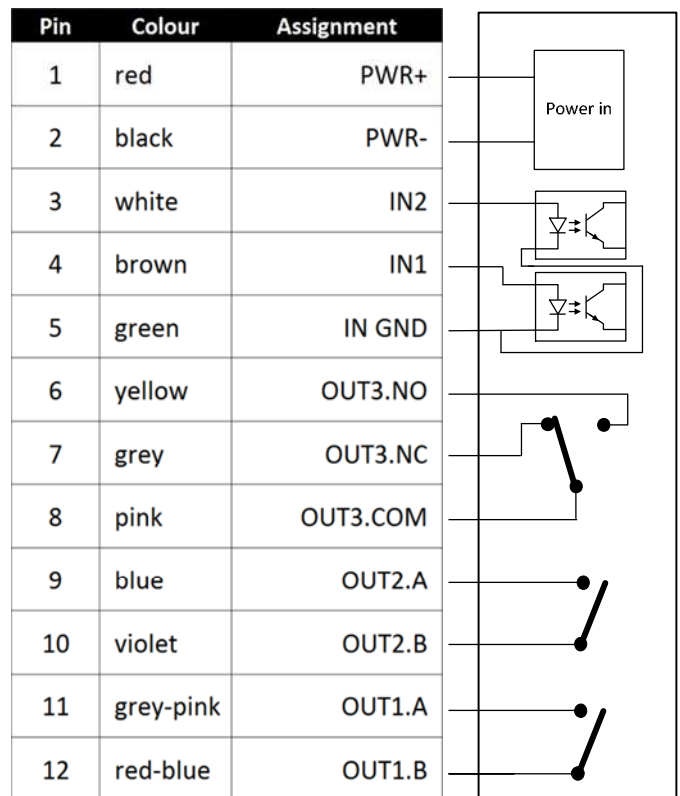 Pin Colour Assignment
1 red PWR+
Power in
2 black PWR-
3 white IN2
4 brown IN1
5 green IN GND
6 yellow OUT3.NO
7 grey OUT3.NC
8 pink OUT3.COM
9 blue OUT2.A
10 violet OUT2.B
11 grey-pink OUT1.A
12 red-blue OUT1.B